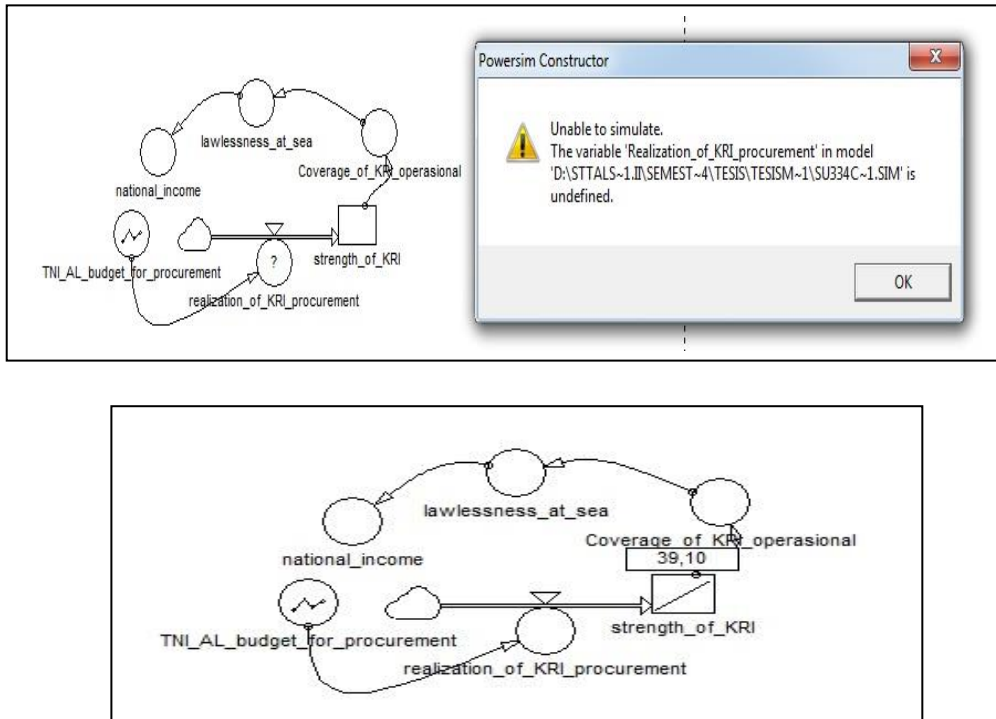 Powersim Constructor
X
Unable to simulate.
The variable 'Realization_of_KRI_procurement' in model
'D:\STTALS~1.II\SEMEST~4\TESIS\TESISM~1\SU334C~1.SIM' is
undefined.
OK
lawlessness_at_sea
Coverage_of_KRI_operasional
national_income
strength_of_KRI
TNI_AL_budget_for_procurement
?
realization_of_KRI_procurement
lawlessness_at_sea
Coverage_of_KRI_operasional
39,10
national_income
strength_of_KRI
TNI_AL_budget_for_procurement
realization_of_KRI_procurement